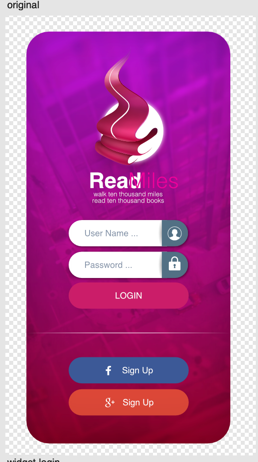 original
ReadMiles
walk ten thousand miles
read ten thousand books
User Name ...
Password ...
LOGIN
f Sign Up
g+ Sign Up
widget login